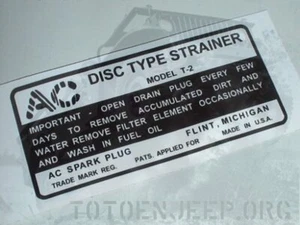 AC
DISC TYPE STRAINER
MODEL T-2
IMPORTANT - OPEN DRAIN PLUG EVERY FEW
DAYS TO REMOVE ACCUMULATED DIRT AND
WATER REMOVE FILTER ELEMENT OCCASIONALLY
AND WASH IN FUEL OIL
AC SPARK PLUG FLINT, MICHIGAN
TRADE MARK REG. PATS. APPLIED FOR MADE IN U.S.A.
TOTOENJEEP.ORG